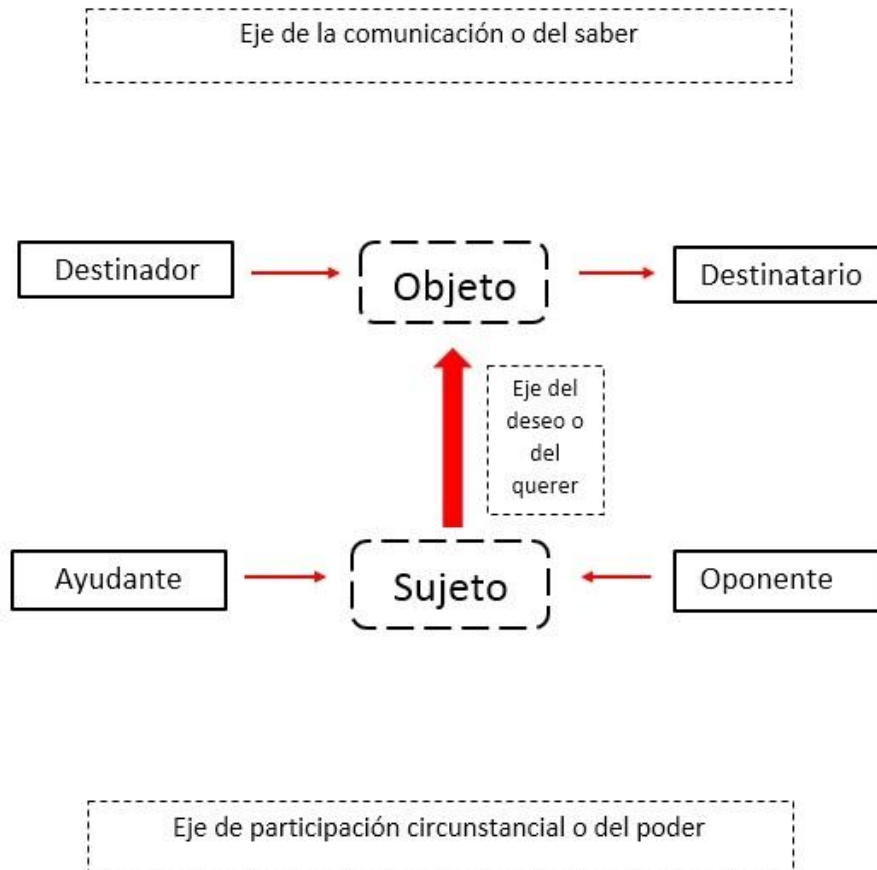 Eje de la comunicación o del saber
Destinador
Objeto
Destinatario
Eje del
deseo o
del
querer
Ayudante
Sujeto
Oponente
Eje de participación circunstancial o del poder